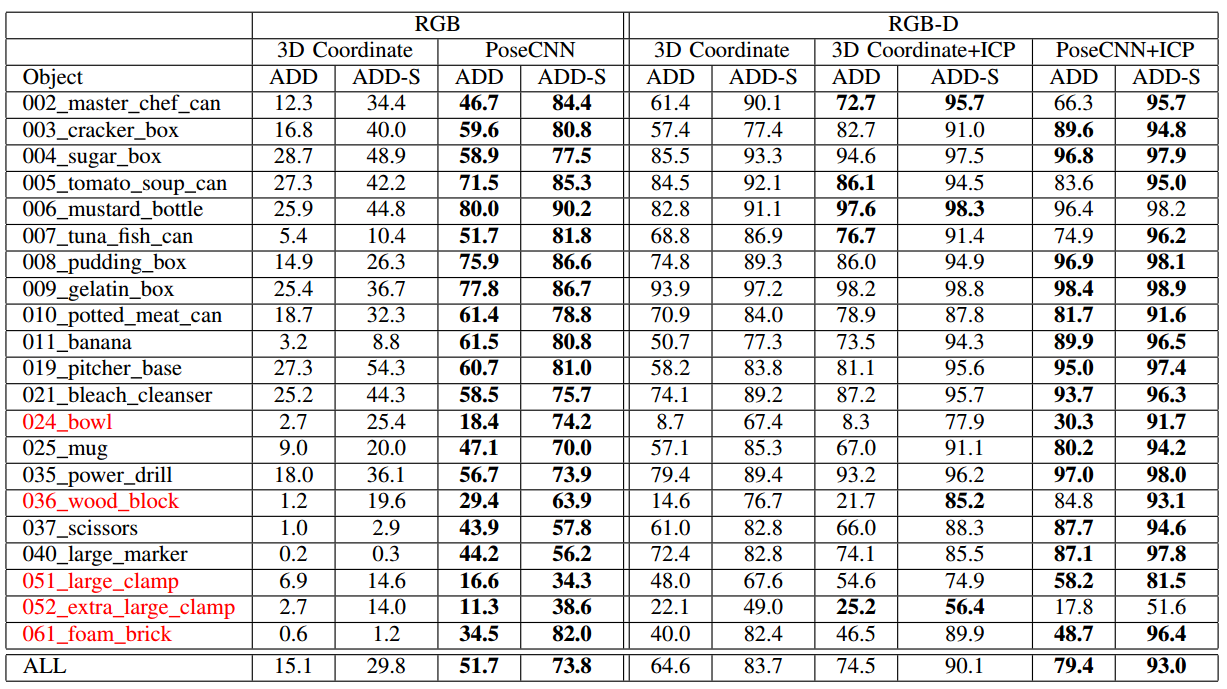 RGB RGB-D
3D Coordinate PoseCNN 3D Coordinate 3D Coordinate+ICP PoseCNN+ICP
Object ADD ADD-S ADD ADD-S ADD ADD-S ADD ADD-S ADD ADD-S
002_master_chef_can 12.3 34.4 46.7 84.4 61.4 90.1 72.7 95.7 66.3 95.7
003_cracker_box 16.8 40.0 59.6 80.8 57.4 77.4 82.7 91.0 89.6 94.8
004_sugar_box 28.7 48.9 58.9 77.5 85.5 93.3 94.6 97.5 96.8 97.9
005_tomato_soup_can 27.3 42.2 71.5 85.3 84.5 92.1 86.1 94.5 83.6 95.0
006_mustard_bottle 25.9 44.8 80.0 90.2 82.8 91.1 97.6 98.3 96.4 98.2
007_tuna_fish_can 5.4 10.4 51.7 81.8 68.8 86.9 76.7 91.4 74.9 96.2
008_pudding_box 14.9 26.3 75.9 86.6 74.8 89.3 86.0 94.9 96.9 98.1
009_gelatin_box 25.4 36.7 77.8 86.7 93.9 97.2 98.2 98.8 98.4 98.9
010_potted_meat_can 18.7 32.3 61.4 78.8 70.9 84.0 78.9 87.8 81.7 91.6
011_banana 3.2 8.8 61.5 80.8 50.7 77.3 73.5 94.3 89.9 96.5
019_pitcher_base 27.3 54.3 60.7 81.0 58.2 83.8 81.1 95.6 95.0 97.4
021_bleach_cleanser 25.2 44.3 58.5 75.7 74.1 89.2 87.2 95.7 93.7 96.3
024_bowl 2.7 25.4 18.4 74.2 8.7 67.4 8.3 77.9 30.3 91.7
025_mug 9.0 20.0 47.1 70.0 57.1 85.3 67.0 91.1 80.2 94.2
035_power_drill 18.0 36.1 56.7 73.9 79.4 89.4 93.2 96.2 97.0 98.0
036_wood_block 1.2 19.6 29.4 63.9 14.6 76.7 21.7 85.2 84.8 93.1
037_scissors 1.0 2.9 43.9 57.8 61.0 82.8 66.0 88.3 87.7 94.6
040_large_marker 0.2 0.3 44.2 56.2 72.4 82.8 74.1 85.5 87.1 97.8
051_large_clamp 6.9 14.6 16.6 34.3 48.0 67.6 54.6 74.9 58.2 81.5
052_extra_large_clamp 2.7 14.0 11.3 38.6 22.1 49.0 25.2 56.4 17.8 51.6
061_foam_brick 0.6 1.2 34.5 82.0 40.0 82.4 46.5 89.9 48.7 96.4
ALL 15.1 29.8 51.7 73.8 64.6 83.7 74.5 90.1 79.4 93.0